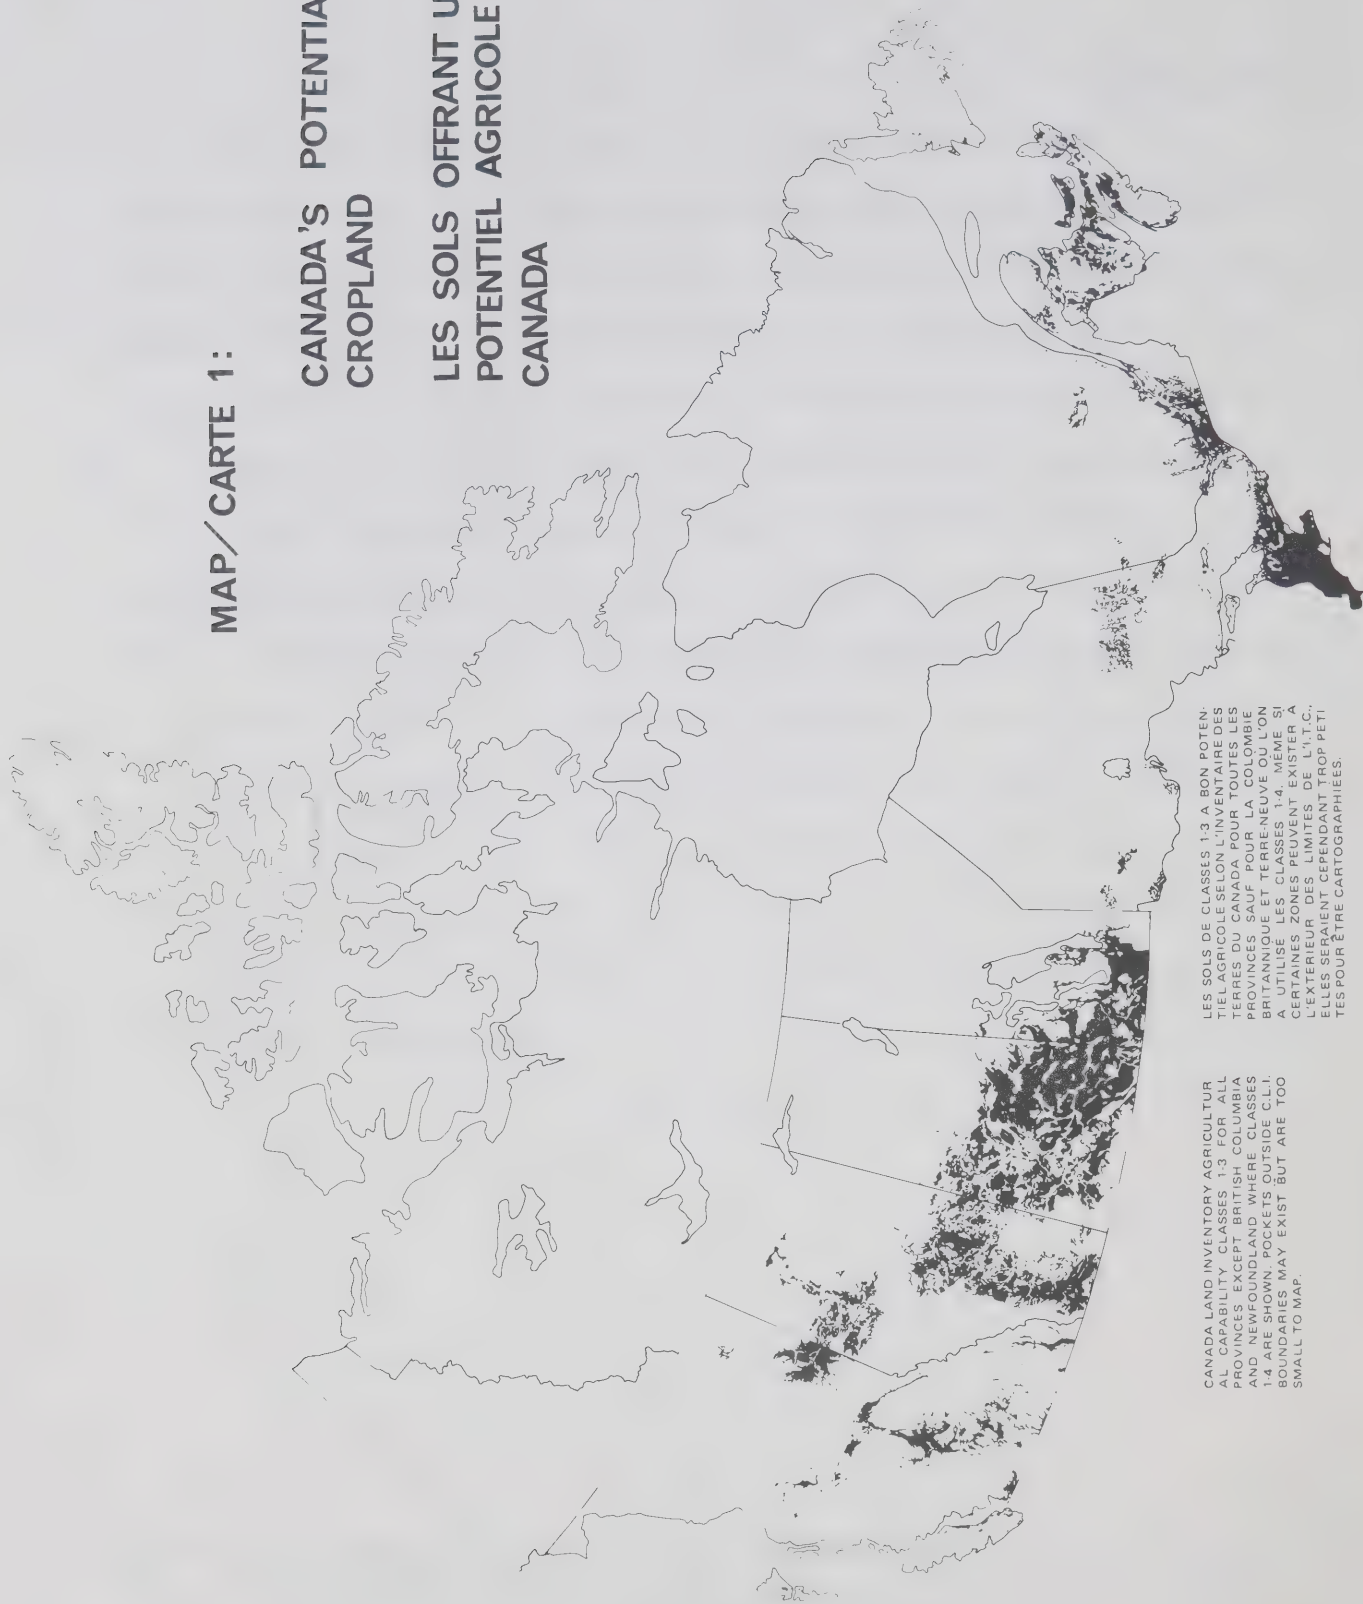 MAP/CARTE 1:
CANADA'S POTENTIA
CROPLAND
LES SOLS OFFRANT U
POTENTIEL AGRICOLE
CANADA
CANADA LAND INVENTORY AGRICULTUR
AL CAPABILITY CLASSES 1-3 FOR ALL
PROVINCES EXCEPT BRITISH COLUMBIA
AND NEWFOUNDLAND WHERE CLASSES
1-4 ARE SHOWN. POCKETS OUTSIDE C.L.I.
BOUNDARIES MAY EXIST BUT ARE TOO
SMALL TO MAP.
LES SOLS DE CLASSES 1-3 A BON POTEN-
TIEL AGRICOLE SELON L'INVENTAIRE DES
TERRES DU CANADA POUR TOUTES LES
PROVINCES SAUF POUR LA COLOMBIE
BRITANNIQUE ET TERRE-NEUVE OÙ L'ON
A UTILISÉ LES CLASSES 1-4. MÊME SI
CERTAINES ZONES PEUVENT EXISTER A
L'EXTERIEUR DES LIMITES DE L'I.T.C.,
ELLES SERAIENT CEPENDANT TROP PETI
TES POUR ÊTRE CARTOGRAPHIÉES.